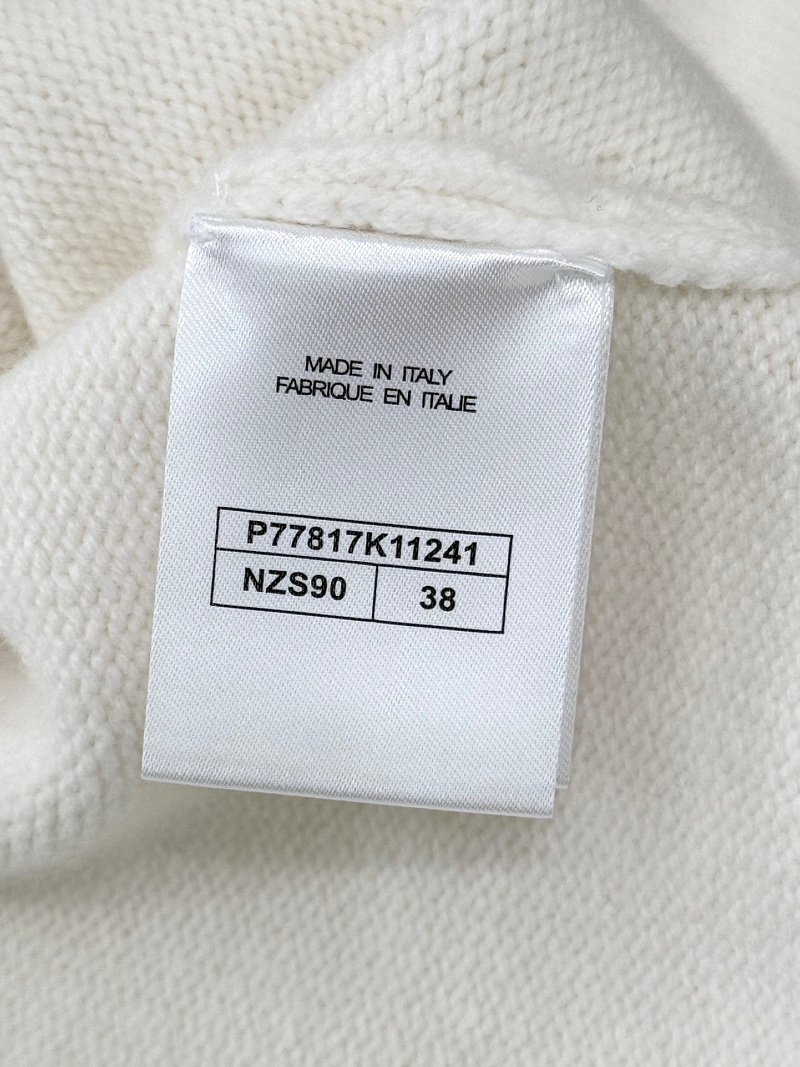 MADE IN ITALY
FABRIQUE EN ITALIE
P77817K11241
NZS90 38